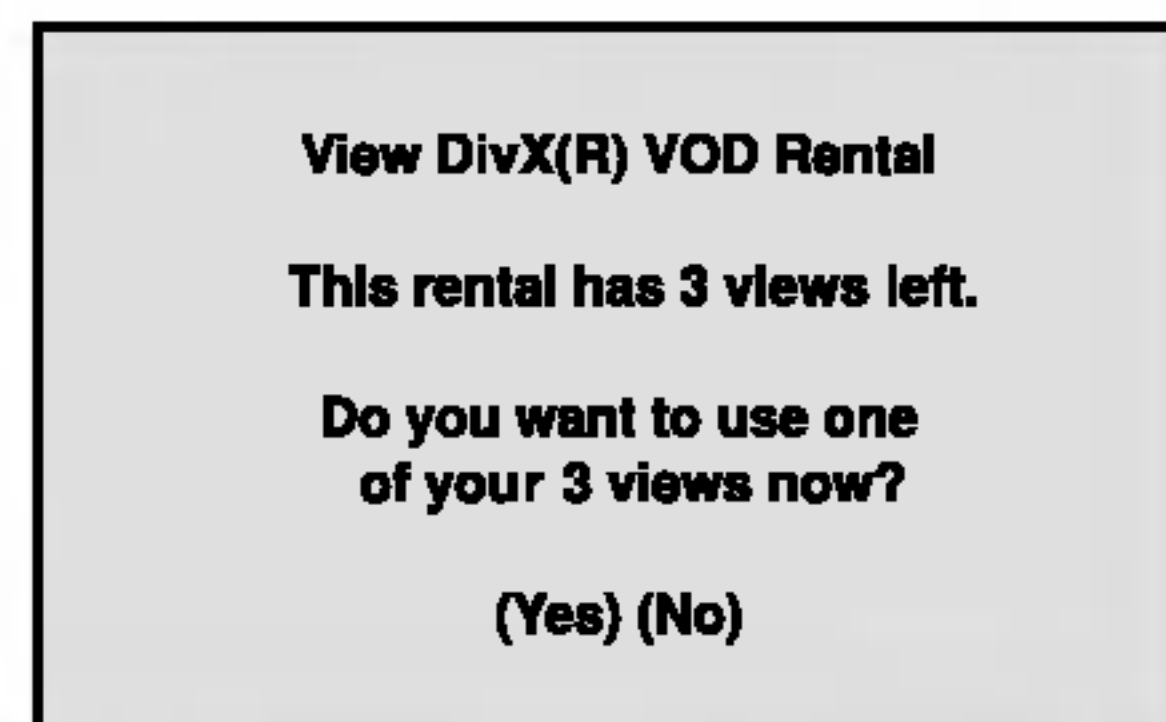 View DivX(R) VOD Rental
This rental has 3 views left.
Do you want to use one
of your 3 views now?
(Yes) (No)